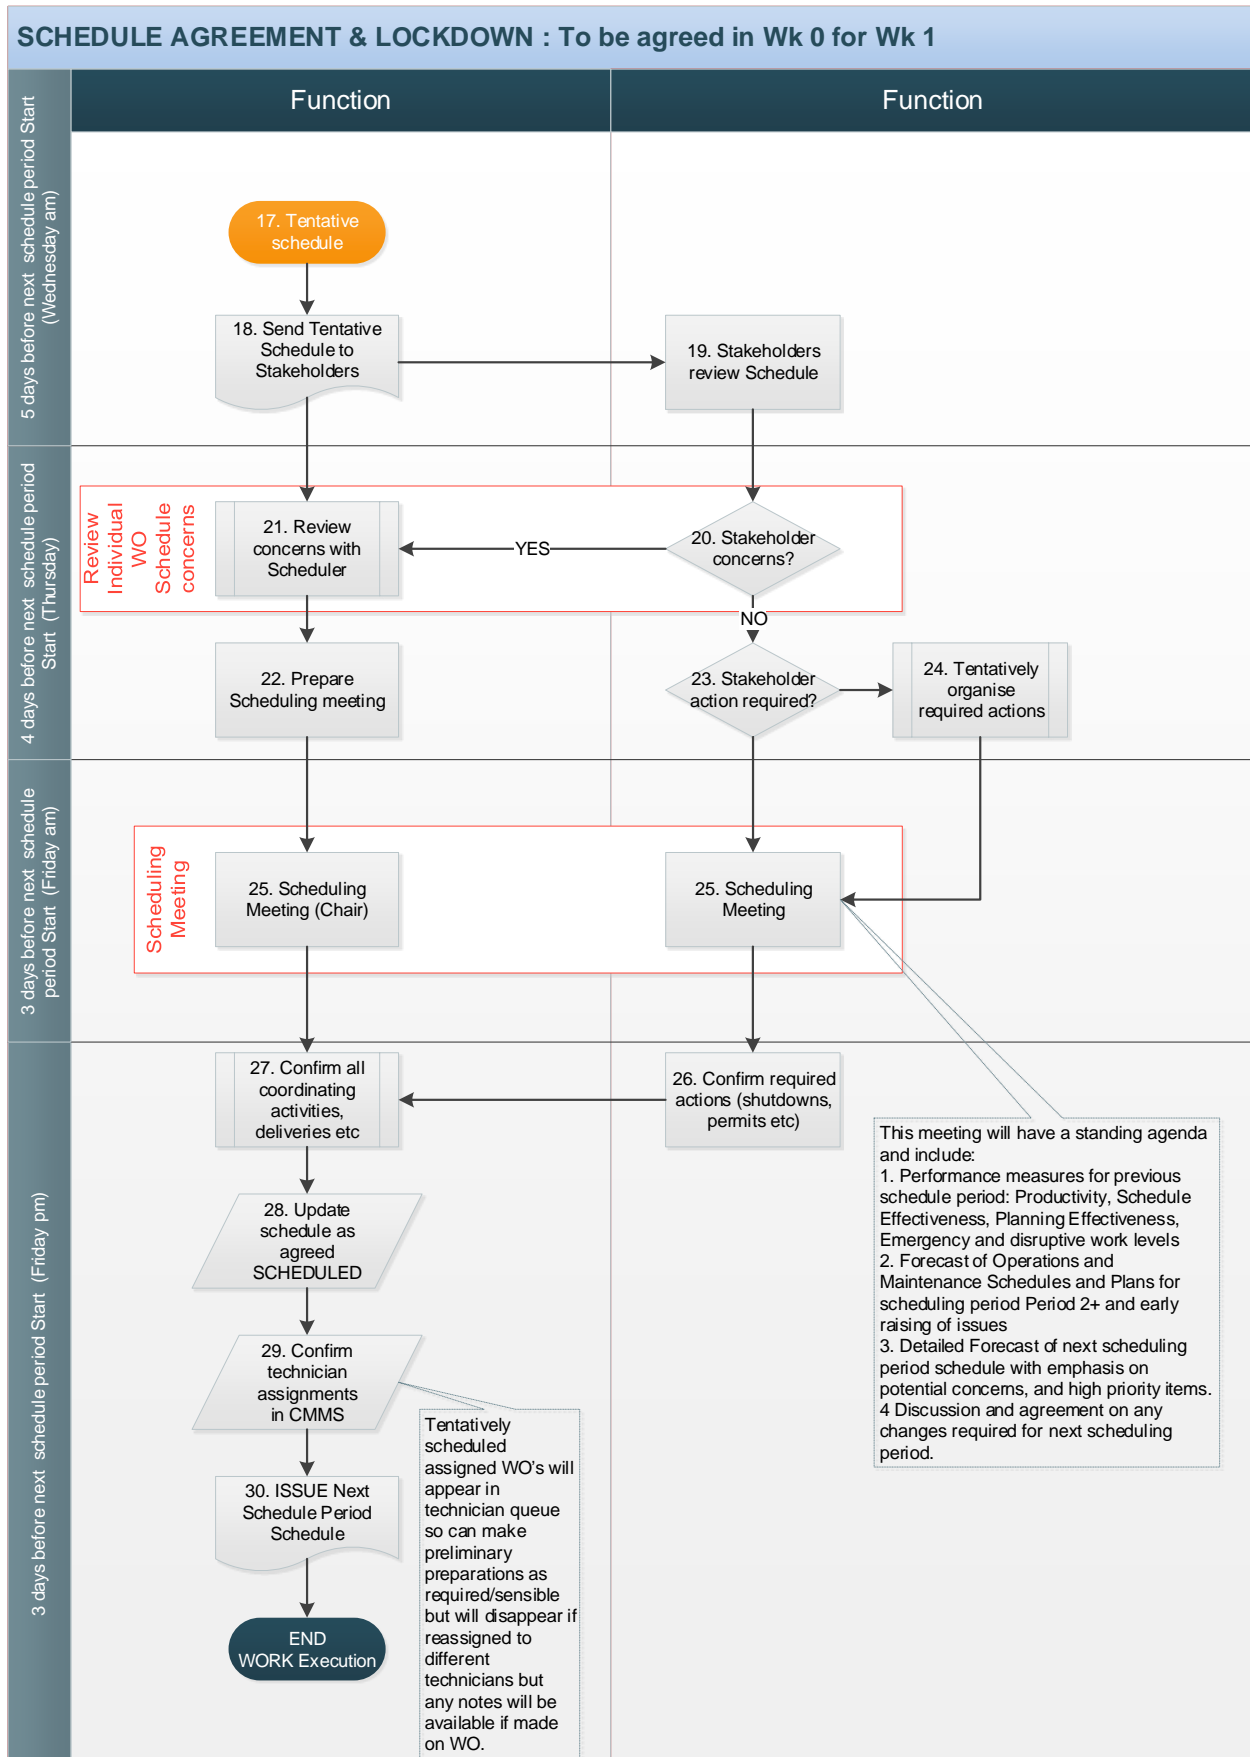 SCHEDULE AGREEMENT & LOCKDOWN : To be agreed in Wk 0 for Wk 1
Function
Function
5 days before next schedule period Start
(Wednesday am)
17. Tentative
schedule
18. Send Tentative
Schedule to
Stakeholders
19. Stakeholders
review Schedule
4 days before next schedule period
Start (Thursday)
Review
Individual
WO
Schedule
concerns
21. Review
concerns with
Scheduler
YES
20. Stakeholder
concerns?
NO
22. Prepare
Scheduling meeting
23. Stakeholder
action required?
24. Tentatively
organise
required actions
3 days before next schedule
period Start (Friday am)
Scheduling
Meeting
25. Scheduling
Meeting (Chair)
25. Scheduling
Meeting
3 days before next schedule period Start (Friday pm)
27. Confirm all
coordinating
activities,
deliveries etc
26. Confirm required
actions (shutdowns,
permits etc)
This meeting will have a standing agenda
and include:
1. Performance measures for previous
schedule period: Productivity, Schedule
Effectiveness, Planning Effectiveness,
Emergency and disruptive work levels
2. Forecast of Operations and
Maintenance Schedules and Plans for
scheduling period Period 2+ and early
raising of issues
3. Detailed Forecast of next scheduling
period schedule with emphasis on
potential concerns, and high priority items.
4 Discussion and agreement on any
changes required for next scheduling
period.
28. Update
schedule as
agreed
SCHEDULED
29. Confirm
technician
assignments
in CMMS
Tentatively
scheduled
assigned WO's will
appear in
technician queue
so can make
preliminary
preparations as
required/sensible
but will disappear if
reassigned to
different
technicians but
any notes will be
available if made
on WO.
30. ISSUE Next
Schedule Period
Schedule
END
WORK Execution